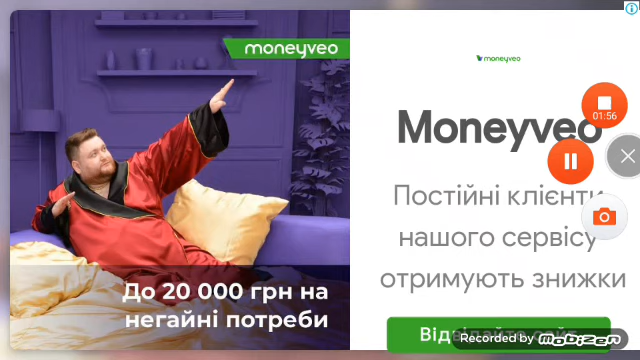 moneyveo
До 20 000 грн на
негайні потреби
moneyveo
Moneyveo
Постійні клієнти
нашого сервісу
отримують знижки
01:56
Recorded by MOBIZEN